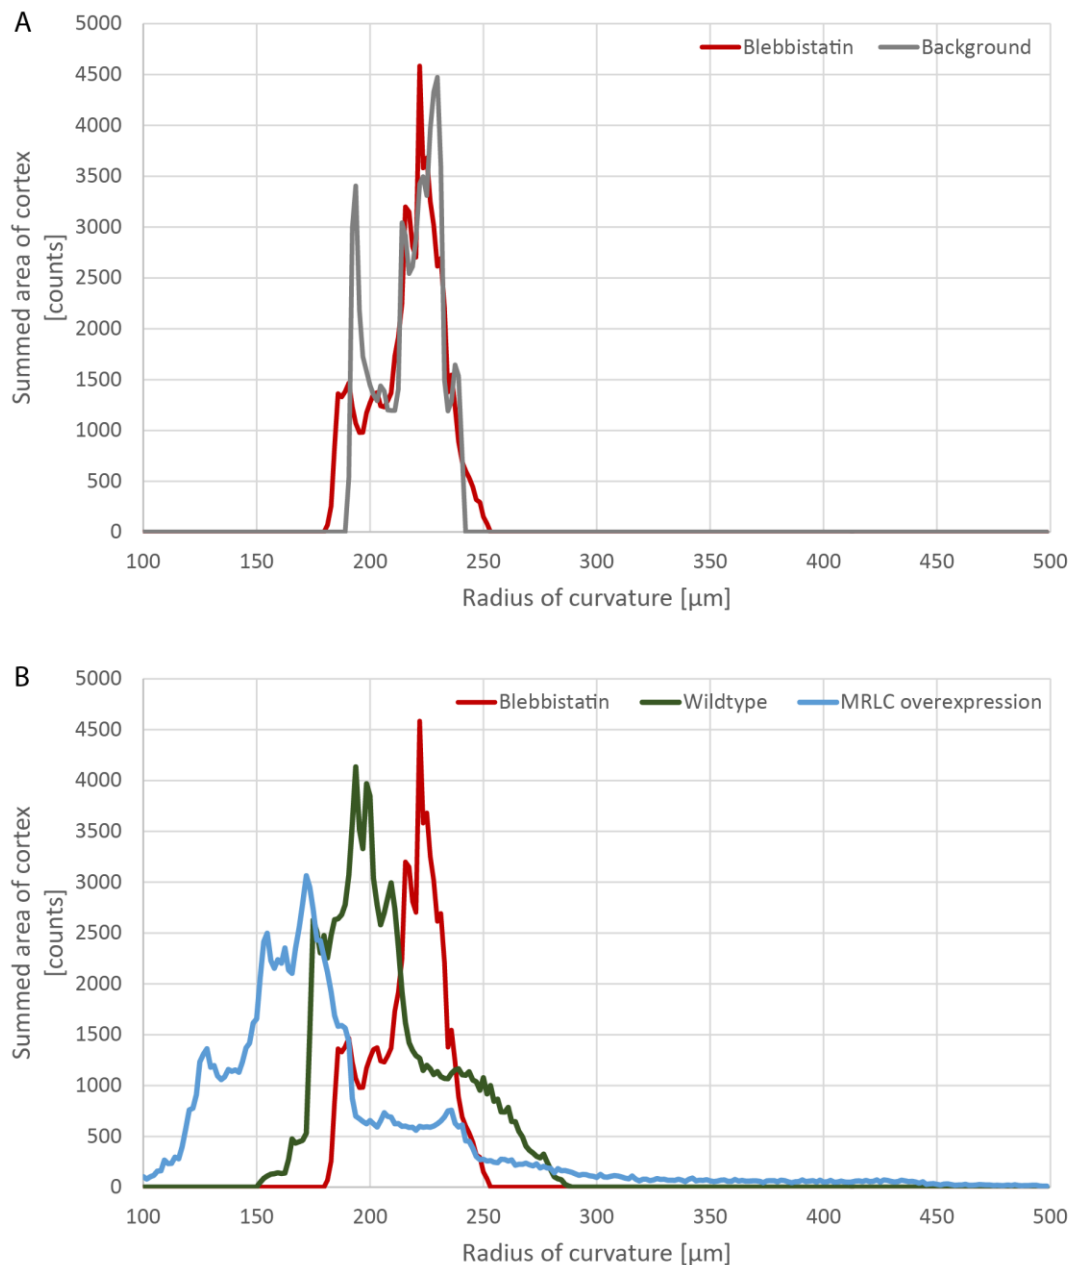 A
5000
Blebbistatin Background
4500
4000
3500
3000
2500
2000
1500
1000
500
0
Summed area of cortex
[counts]
100 150 200 250 300 350 400 450 500
Radius of curvature [µm]
B
5000
Blebbistatin Wildtype MRLC overexpression
4500
4000
3500
3000
2500
2000
1500
1000
500
0
Summed area of cortex
[counts]
100 150 200 250 300 350 400 450 500
Radius of curvature [µm]